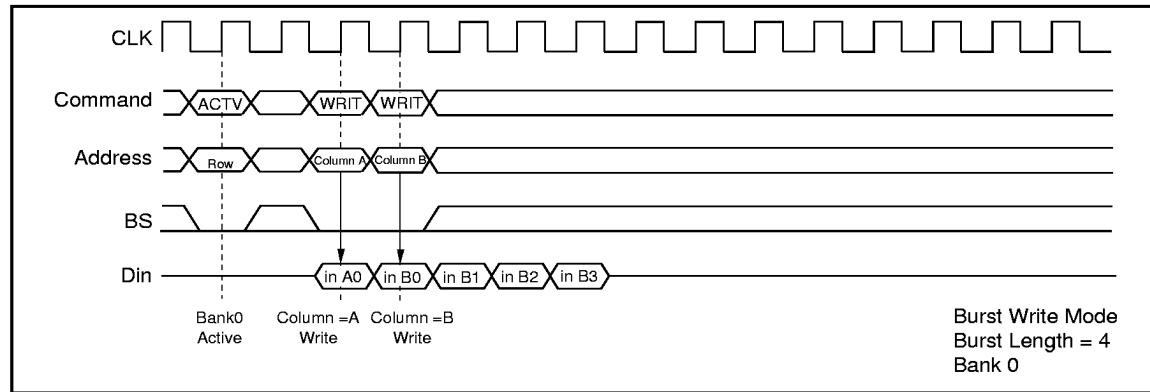 CLK
Command ACTV WRIT WRIT
Address Row Column A Column B
BS
Din in A0 in B0 in B1 in B2 in B3
Bank0 Column =A Column =B
Active Write Write
Burst Write Mode
Burst Length = 4
Bank 0